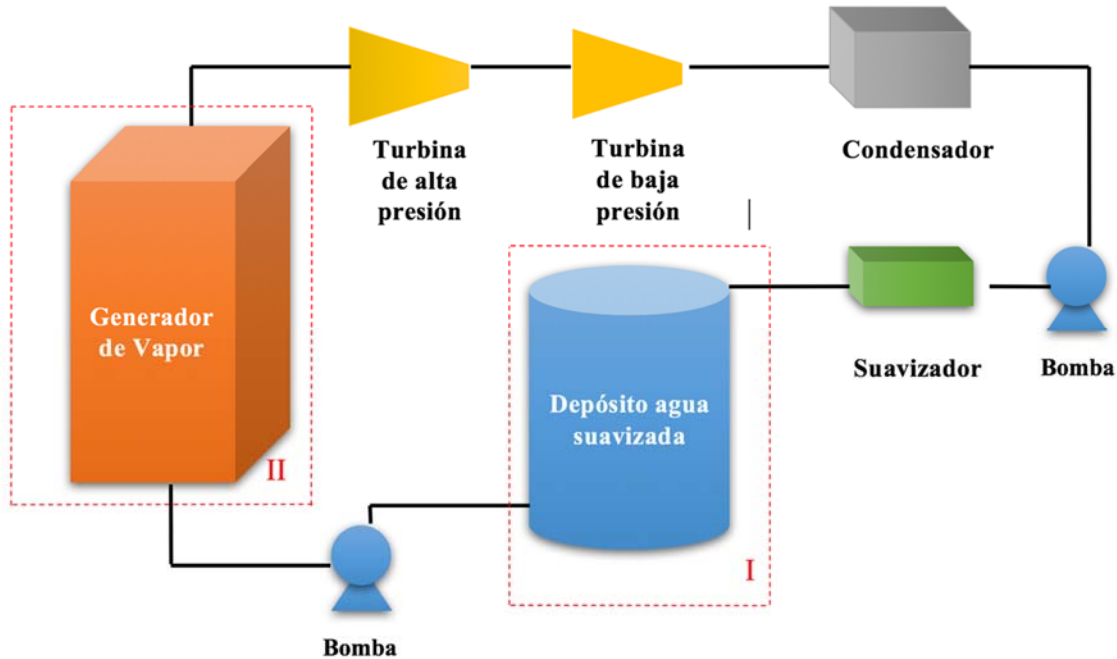 Turbina
de alta
presión
Turbina
de baja
presión
Condensador
Generador
de Vapor
II
Depósito agua
suavizada
I
Suavizador
Bomba
Bomba